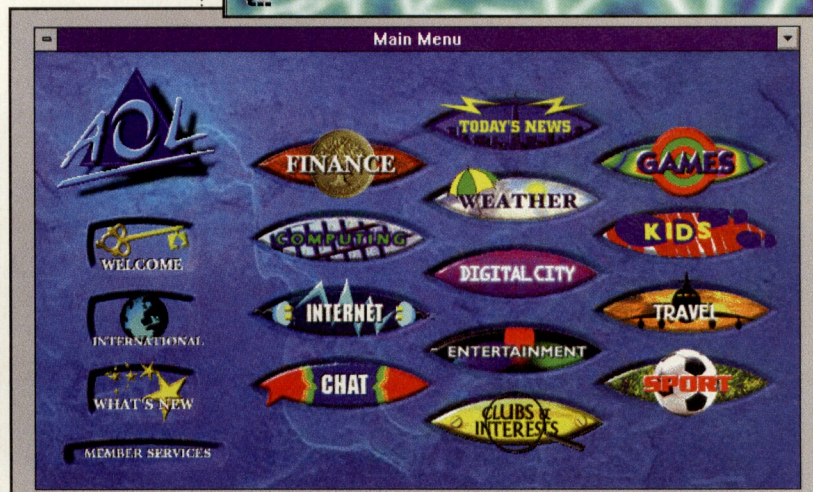 Main Menu
AOL
WELCOME
INTERNATIONAL
WHAT'S NEW
MEMBER SERVICES
FINANCE
COMPUTING
INTERNET
CHAT
TODAY'S NEWS
WEATHER
DIGITAL CITY
ENTERTAINMENT
CLUBS &
INTERESTS
GAMES
KIDS
TRAVEL
SPORT